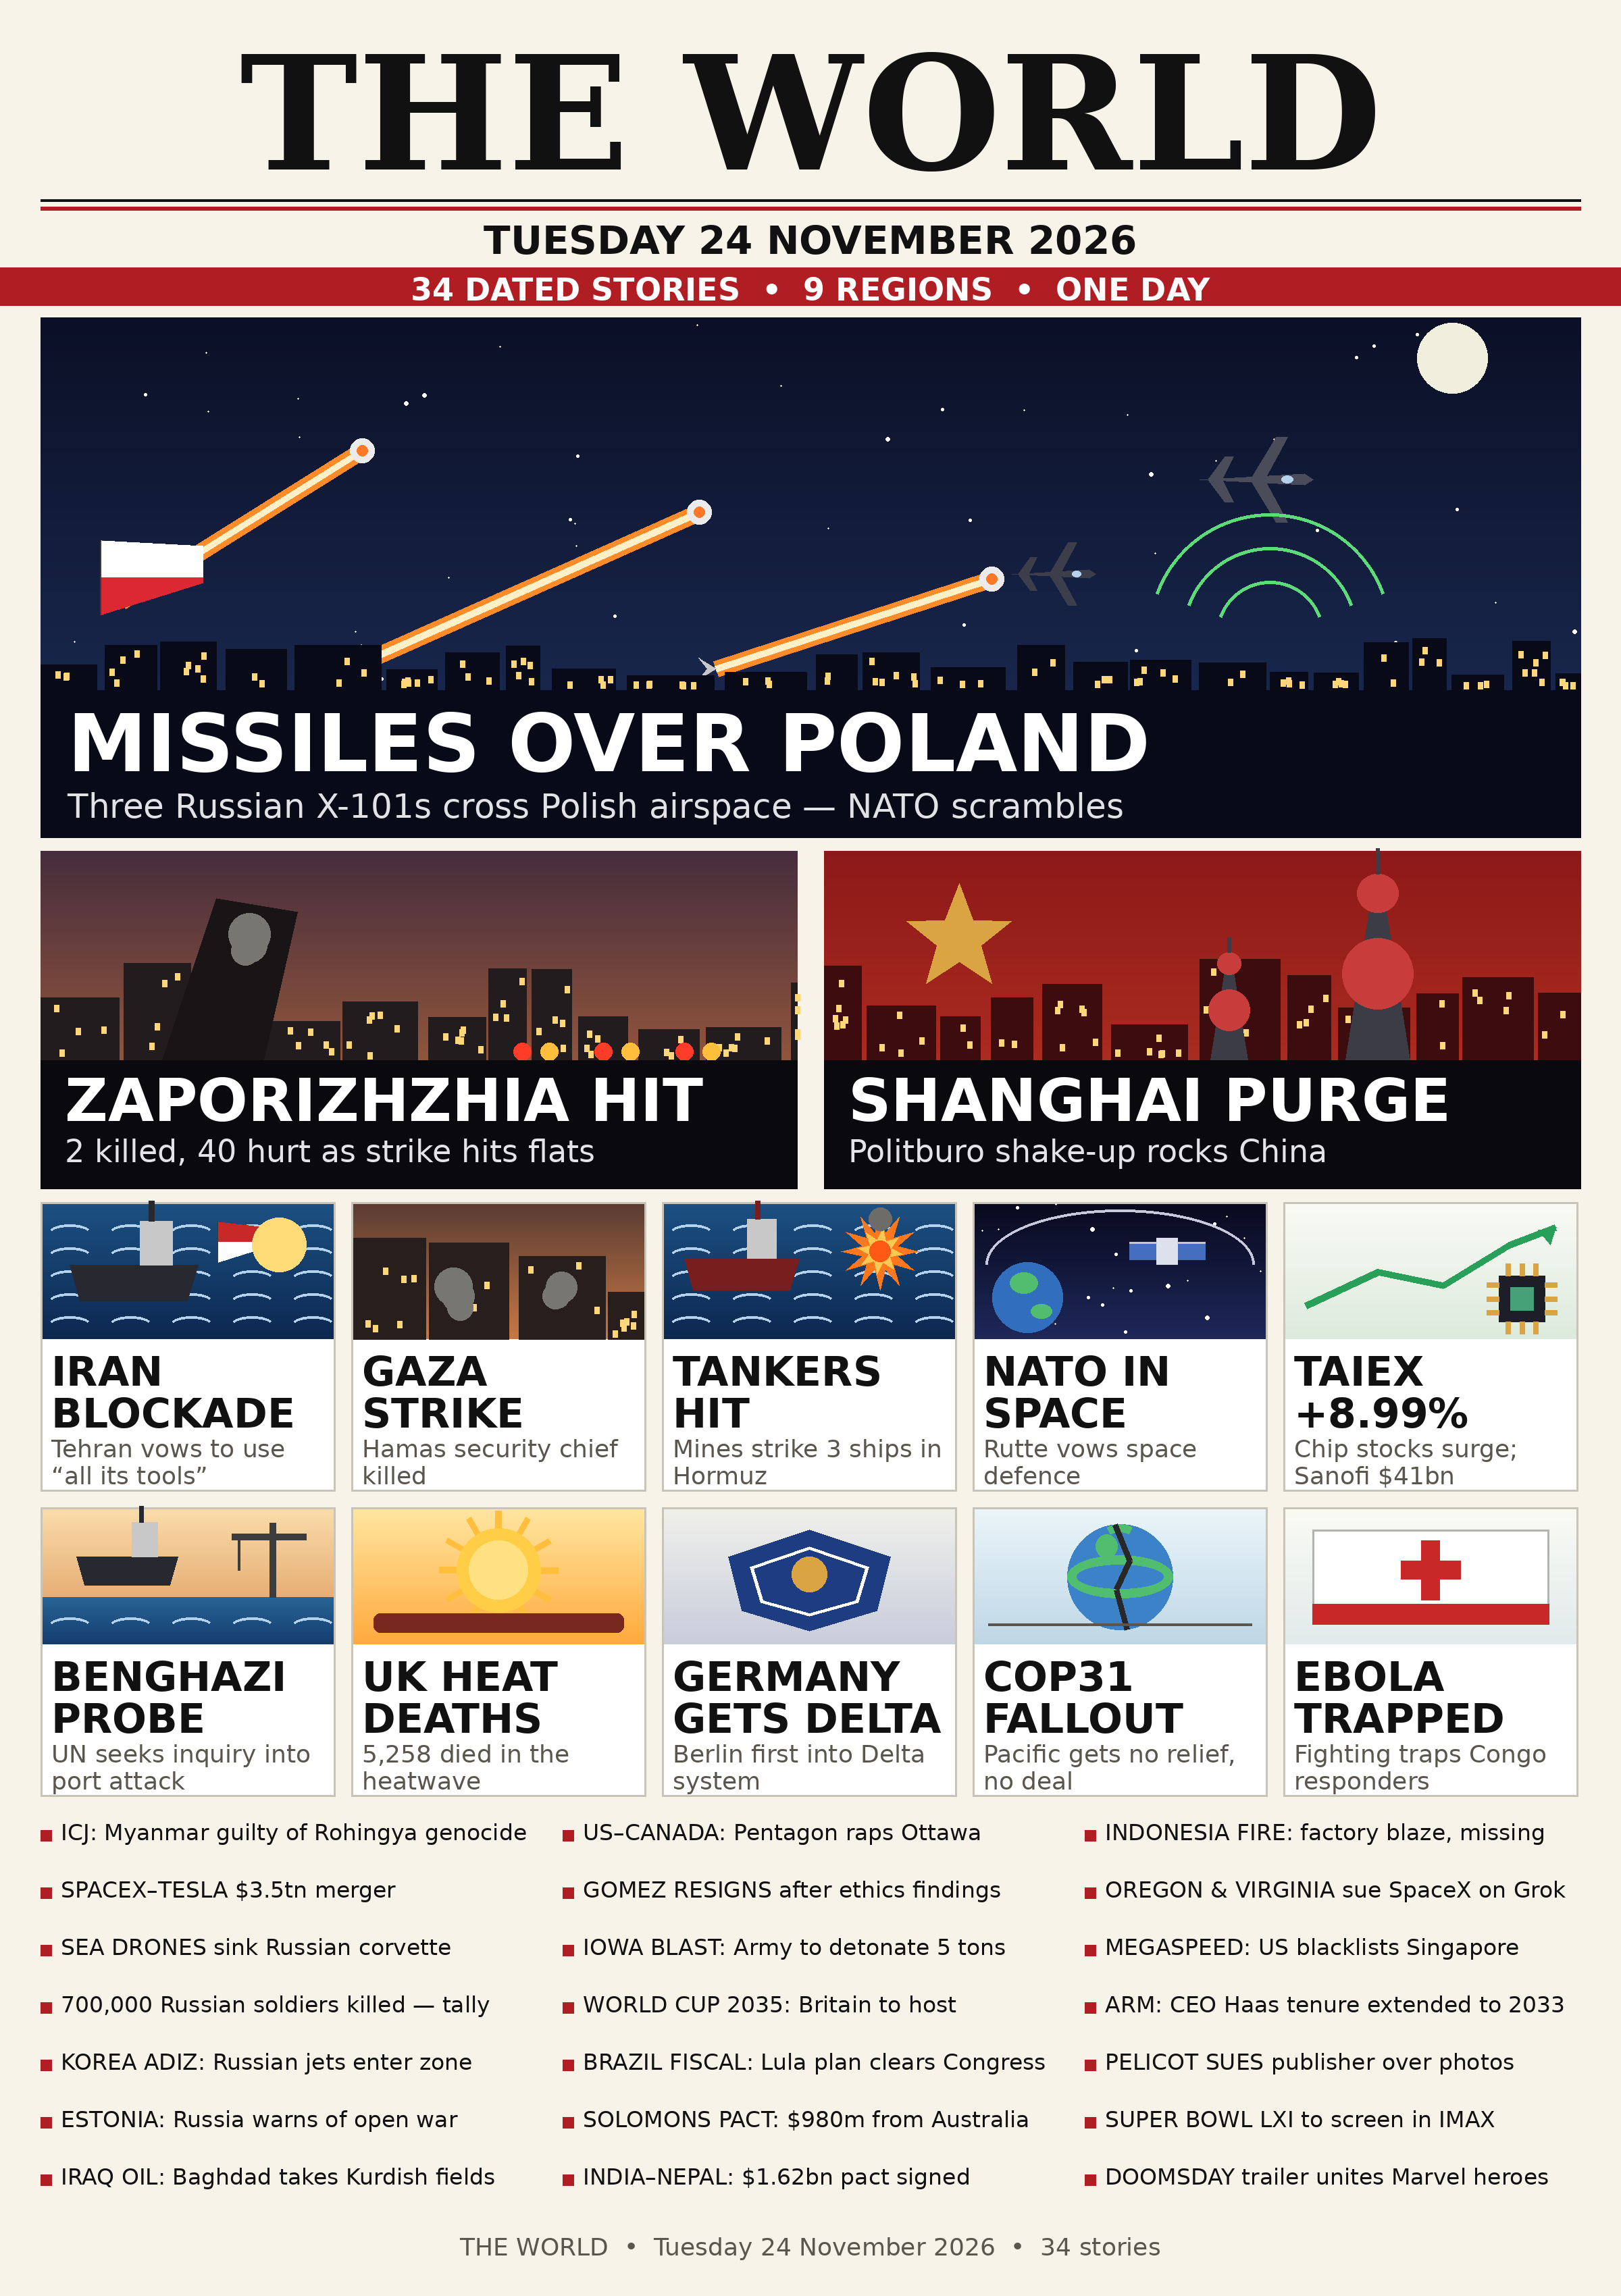 THE WORLD
TUESDAY 24 NOVEMBER 2026
34 DATED STORIES • 9 REGIONS • ONE DAY
MISSILES OVER POLAND
Three Russian X-101s cross Polish airspace — NATO scrambles
ZAPORIZHZHIA HIT
2 killed, 40 hurt as strike hits flats
SHANGHAI PURGE
Politburo shake-up rocks China
IRAN
BLOCKADE
Tehran vows to use
“all its tools”
GAZA
STRIKE
Hamas security chief
killed
TANKERS
HIT
Mines strike 3 ships in
Hormuz
NATO IN
SPACE
Rutte vows space
defence
TAIEX
+8.99%
Chip stocks surge;
Sanofi $41bn
BENGHAZI
PROBE
UN seeks inquiry into
port attack
UK HEAT
DEATHS
5,258 died in the
heatwave
GERMANY
GETS DELTA
Berlin first into Delta
system
COP31
FALLOUT
Pacific gets no relief,
no deal
EBOLA
TRAPPED
Fighting traps Congo
responders
ICJ: Myanmar guilty of Rohingya genocide
SPACEX–TESLA $3.5tn merger
SEA DRONES sink Russian corvette
700,000 Russian soldiers killed — tally
KOREA ADIZ: Russian jets enter zone
ESTONIA: Russia warns of open war
IRAQ OIL: Baghdad takes Kurdish fields
US–CANADA: Pentagon raps Ottawa
GOMEZ RESIGNS after ethics findings
IOWA BLAST: Army to detonate 5 tons
WORLD CUP 2035: Britain to host
BRAZIL FISCAL: Lula plan clears Congress
SOLOMONS PACT: $980m from Australia
INDIA–NEPAL: $1.62bn pact signed
INDONESIA FIRE: factory blaze, missing
OREGON & VIRGINIA sue SpaceX on Grok
MEGASPEED: US blacklists Singapore
ARM: CEO Haas tenure extended to 2033
PELICOT SUES publisher over photos
SUPER BOWL LXI to screen in IMAX
DOOMSDAY trailer unites Marvel heroes
THE WORLD • Tuesday 24 November 2026 • 34 stories